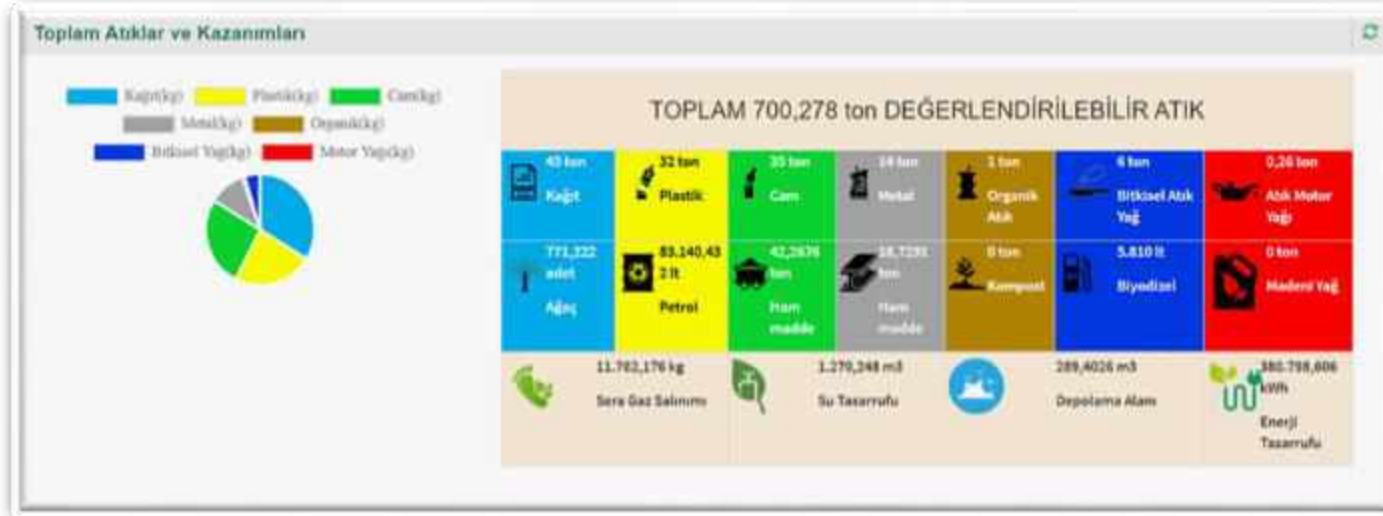 Toplam Atıklar ve Kazanımları
Kağıt(kg) Plastik(kg) Cam(kg)
Metal(kg) Organik(kg)
Bitkisel Yağ(kg) Motor Yağı(kg)
TOPLAM 700,278 ton DEĞERLENDİRİLEBİLİR ATIK
Kağıt
32 ton
Plastik
Cam
14 ton
Metal
1 ton
Organik
Atık
6 ton
Bitkisel Atık
Yağ
0,26 ton
Atık Motor
Yağı
771,322
adet
Ağaç
83.140,43
2 lt
Petrol
42,2676
ton
Ham
madde
ton
Ham
madde
0 ton
Kompost
5.810 lt
Biyodizel
0 ton
Madeni Yağ
11.702,176 kg
Sera Gaz Salınımı
1.270,248 m3
Su Tasarrufu
289,4026 m3
Depolama Alanı
380.798,606
kWh
Enerji
Tasarrufu